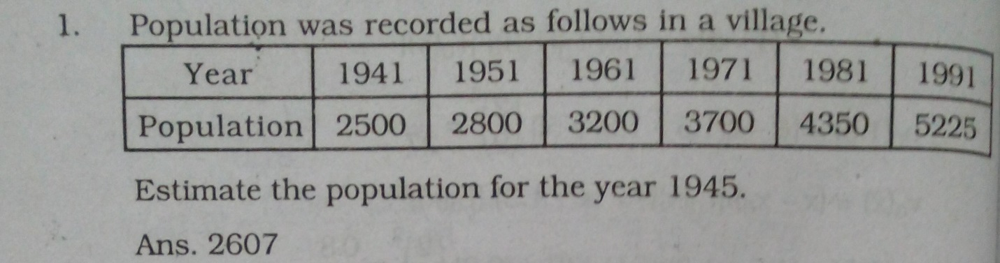 1. Population was recorded as follows in a village.
Year 1941 1951 1961 1971 1981 1991
Population 2500 2800 3200 3700 4350 5225
Estimate the population for the year 1945.
Ans. 2607